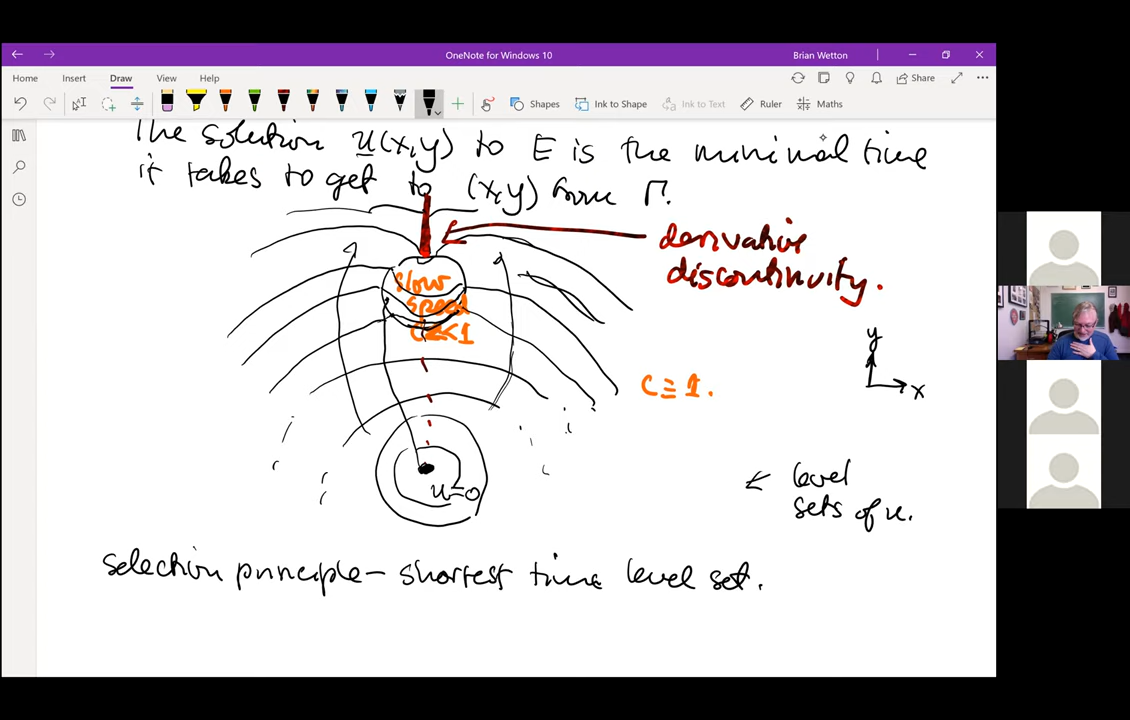 OneNote for Windows 10
Brian Wetton
Home Insert Draw View Help
Share
Shapes Ink to Shape Ink to Text Ruler Maths
The solution u(x,y) to E is the minimal time
it takes to get to (x,y) from Γ.
derivative
discontinuity.
slow
speed
c<<1
C≡1.
y
x
u=0
← level
sets of u.
selection principle – shortest time level set.